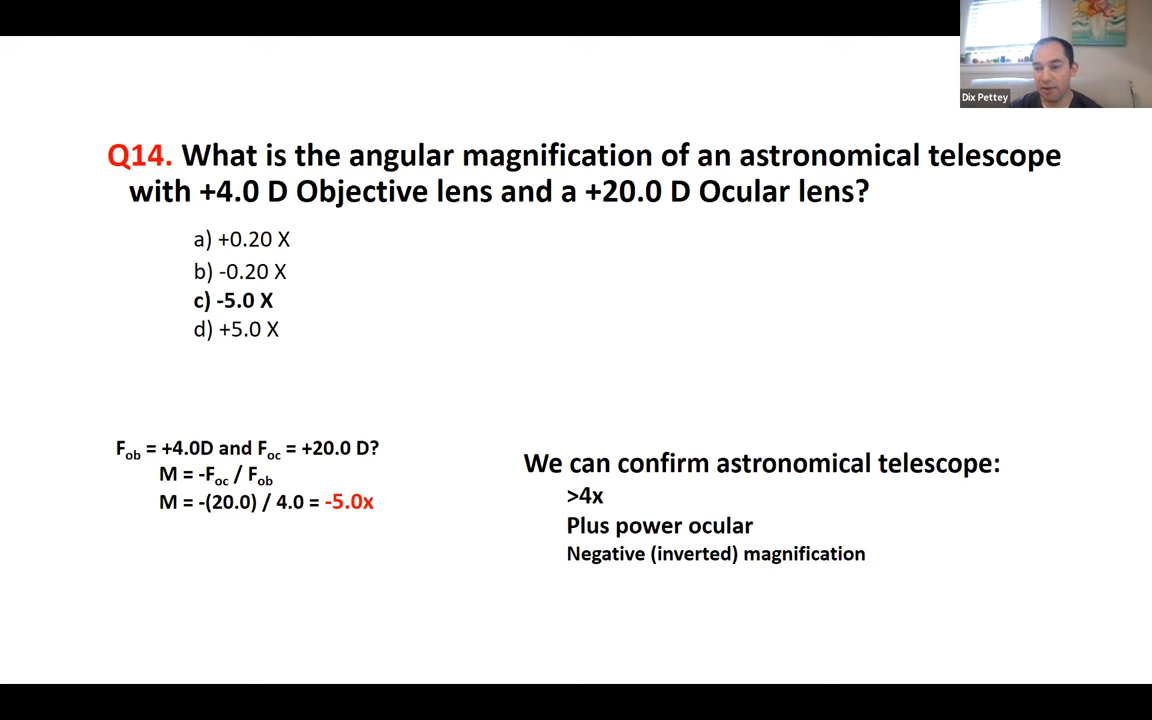 Dix Pettey
Q14. What is the angular magnification of an astronomical telescope
with +4.0 D Objective lens and a +20.0 D Ocular lens?
a) +0.20 X
b) -0.20 X
c) -5.0 X
d) +5.0 X
Fob = +4.0D and Foc = +20.0 D?
M = -Foc / Fob
M = -(20.0) / 4.0 = -5.0x
We can confirm astronomical telescope:
>4x
Plus power ocular
Negative (inverted) magnification